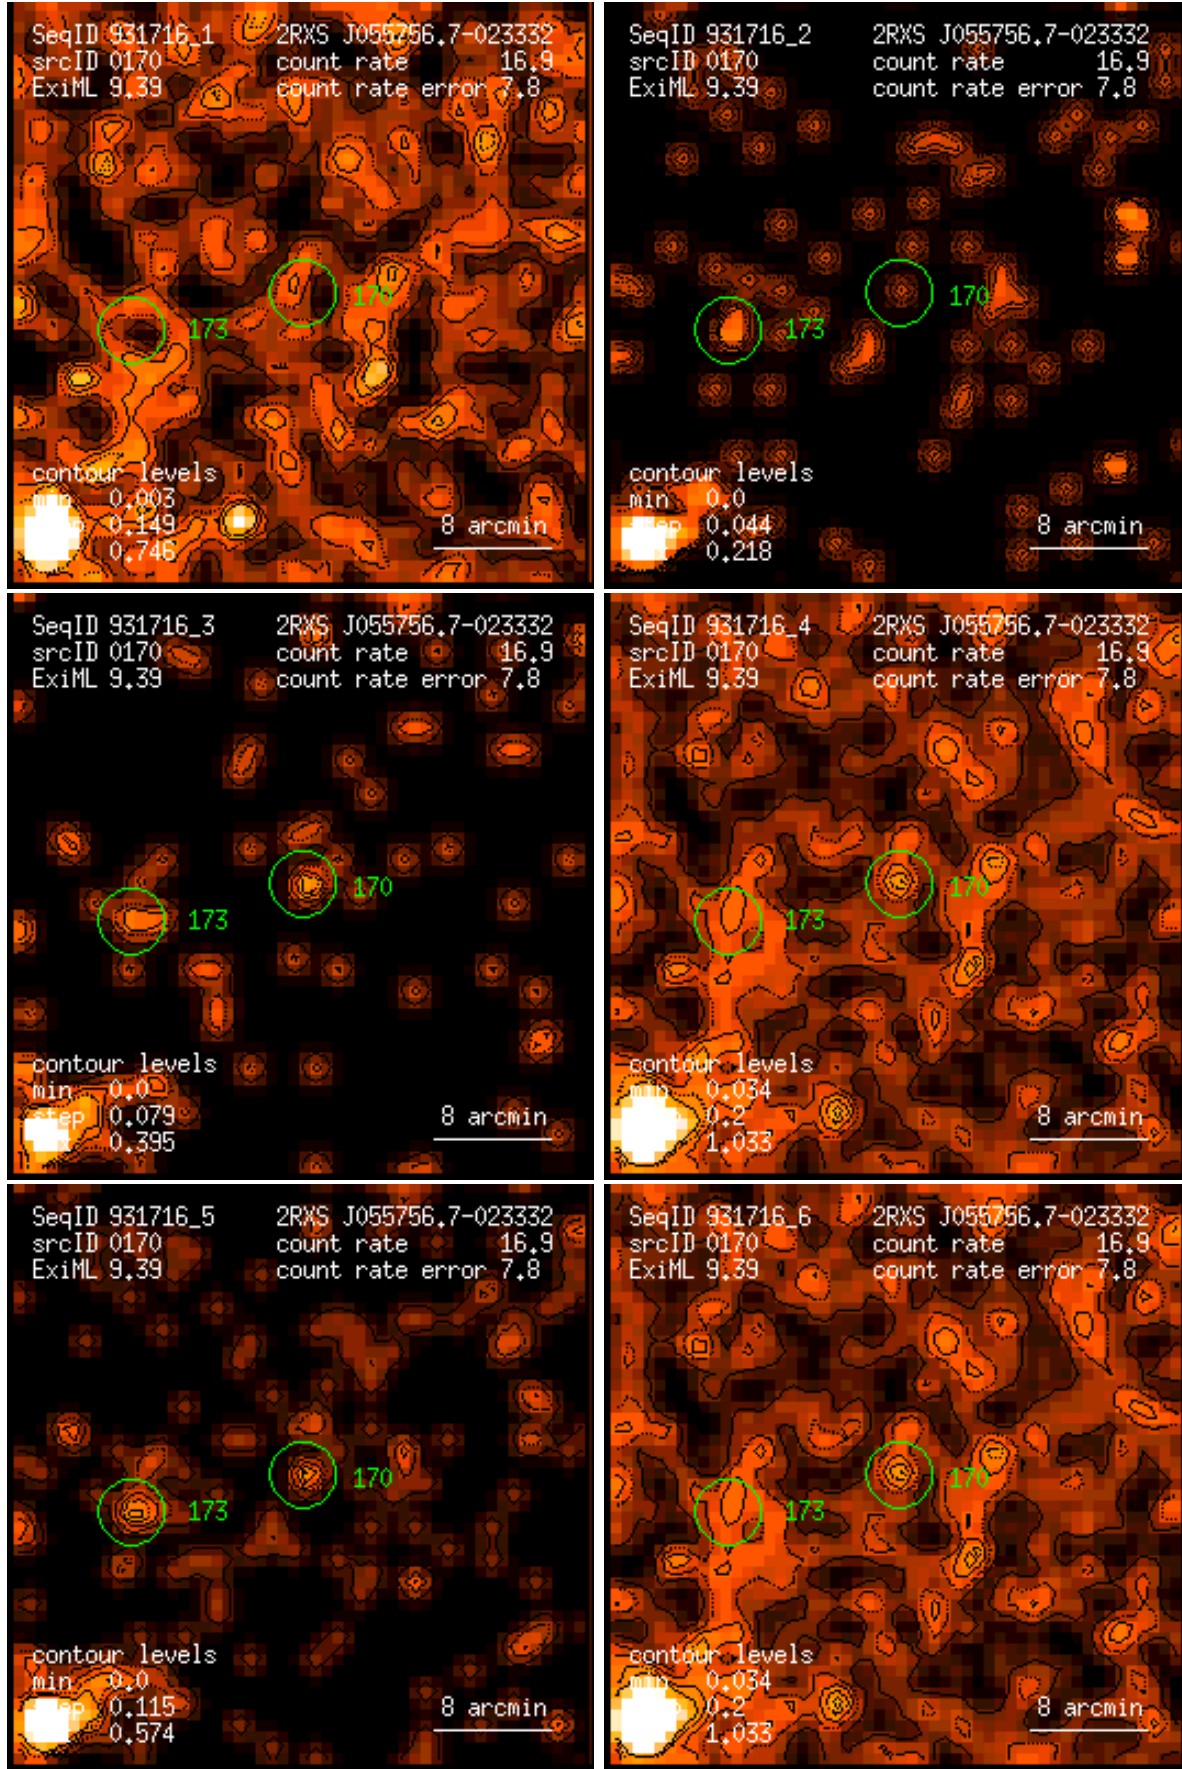 SeqID 931716_1 2RXS J055756.7-023332
srcID 0170 count rate 16.9
ExiML 9.39 count rate error 7.8
170
173
contour levels
min 0.003
0.149
0.746
8 arcmin
SeqID 931716_2 2RXS J055756.7-023332
srcID 0170 count rate 16.9
ExiML 9.39 count rate error 7.8
170
173
contour levels
min 0.0
step 0.044
0.218
8 arcmin
SeqID 931716_3 2RXS J055756.7-023332
srcID 0170 count rate 16.9
ExiML 9.39 count rate error 7.8
170
173
contour levels
min 0.0
step 0.079
0.395
8 arcmin
SeqID 931716_4 2RXS J055756.7-023332
srcID 0170 count rate 16.9
ExiML 9.39 count rate error 7.8
170
173
contour levels
min 0.034
0.2
1.033
8 arcmin
SeqID 931716_5 2RXS J055756.7-023332
srcID 0170 count rate 16.9
ExiML 9.39 count rate error 7.8
170
173
contour levels
min 0.0
step 0.115
0.574
8 arcmin
SeqID 931716_6 2RXS J055756.7-023332
srcID 0170 count rate 16.9
ExiML 9.39 count rate error 7.8
170
173
contour levels
min 0.034
0.2
1.033
8 arcmin